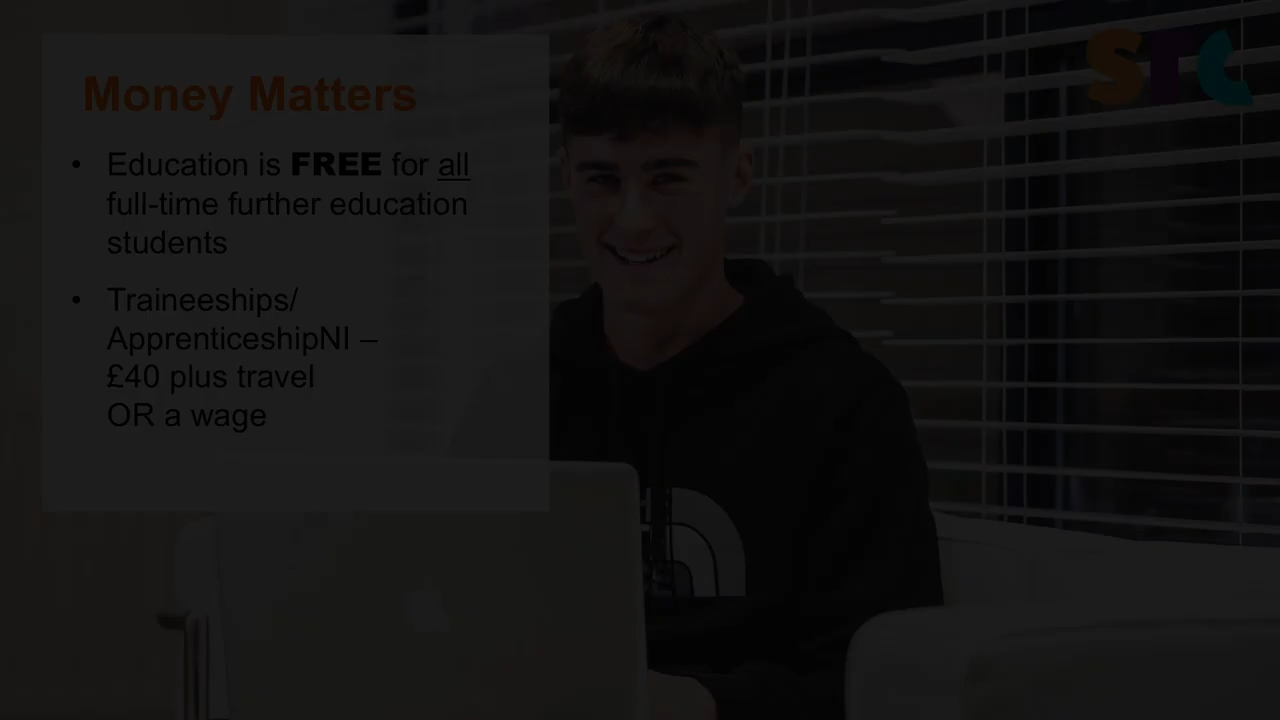 STC
Money Matters
• Education is FREE for all
full-time further education
students
• Traineeships/
ApprenticeshipNI –
£40 plus travel
OR a wage